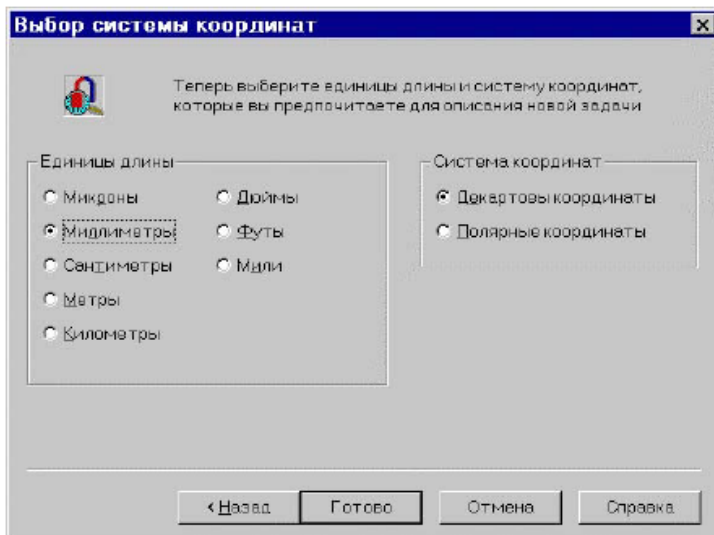 Выбор системы координат
Теперь выберите единицы длины и систему координат,
которые вы предпочитаете для описания новой задачи
Единицы длины
Микроны
Миллиметры
Сантиметры
Метры
Километры
Дюймы
Футы
Мили
Система координат
Декартовы координаты
Полярные координаты
< Назад
Готово
Отмена
Справка